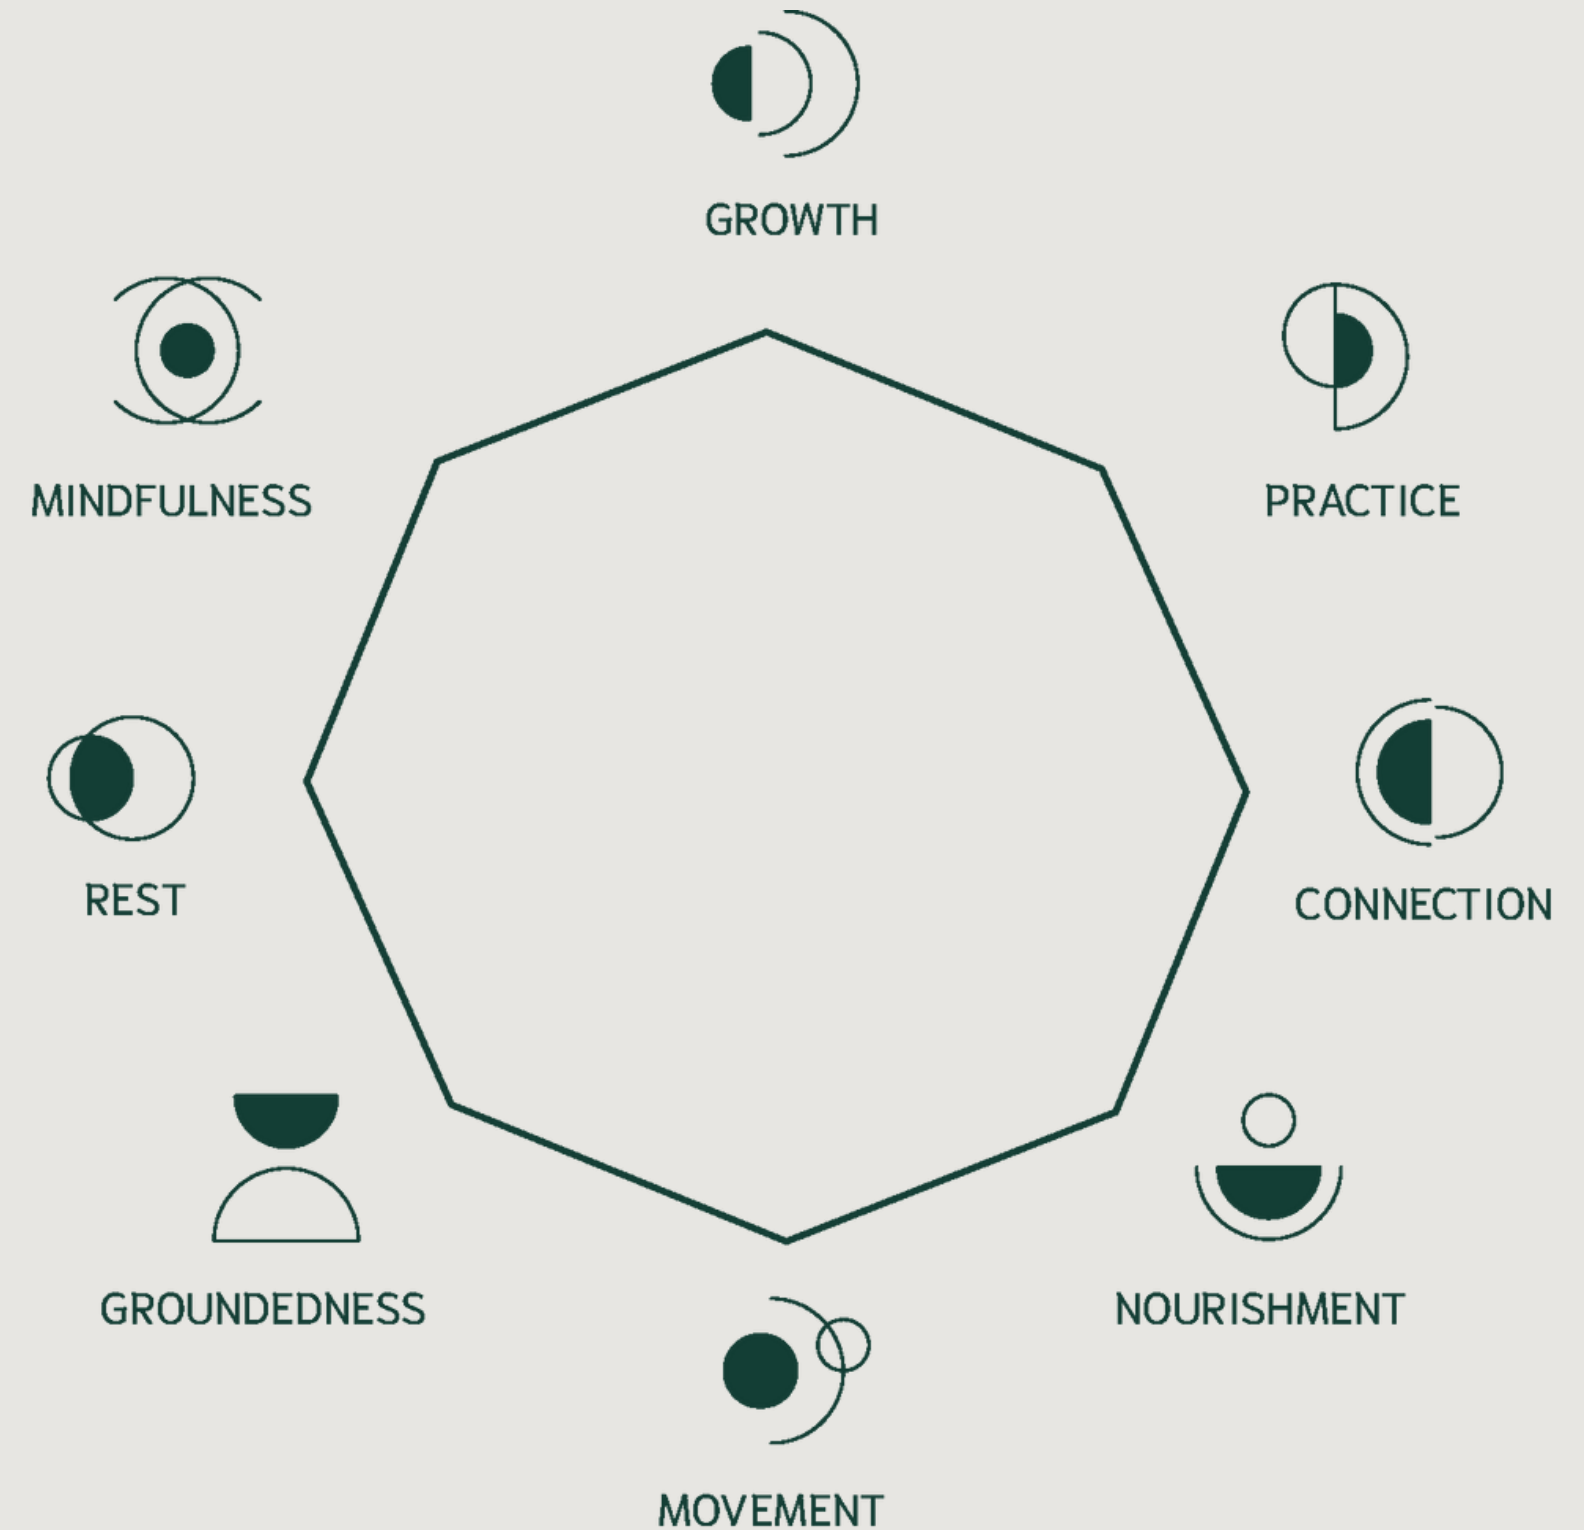 GROWTH
MINDFULNESS
PRACTICE
REST
CONNECTION
GROUNDEDNESS
NOURISHMENT
MOVEMENT